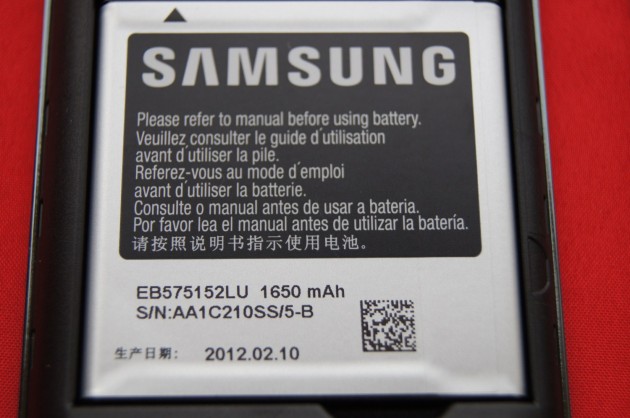 SAMSUNG
Please refer to manual before using battery.
Veuillez consulter le guide d'utilisation
avant d'utiliser la pile.
Referez-vous au mode d'emploi
avant d'utiliser la batterie.
Consulte o manual antes de usar a bateria.
Por favor lea el manual antes de utilizar la batería.
请按照说明书指示使用电池。
EB575152LU 1650 mAh
S/N:AA1C210SS/5-B
生产日期: 2012.02.10